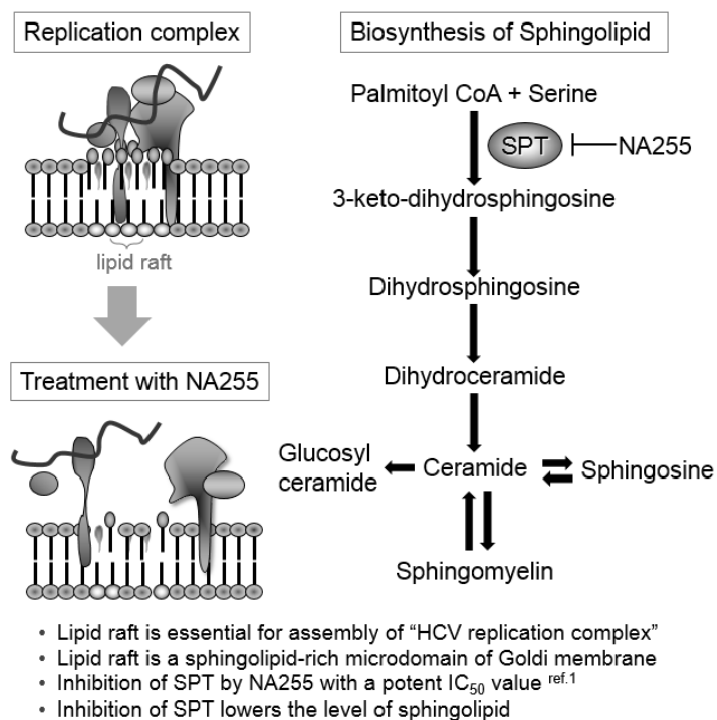 Replication complex
lipid raft
Treatment with NA255
Biosynthesis of Sphingolipid
Palmitoyl CoA + Serine
SPT
NA255
3-keto-dihydrosphingosine
Dihydrosphingosine
Dihydroceramide
Glucosyl
ceramide
Ceramide
Sphingosine
Sphingomyelin
• Lipid raft is essential for assembly of “HCV replication complex”
• Lipid raft is a sphingolipid-rich microdomain of Goldi membrane
• Inhibition of SPT by NA255 with a potent IC50 value ref.1
• Inhibition of SPT lowers the level of sphingolipid